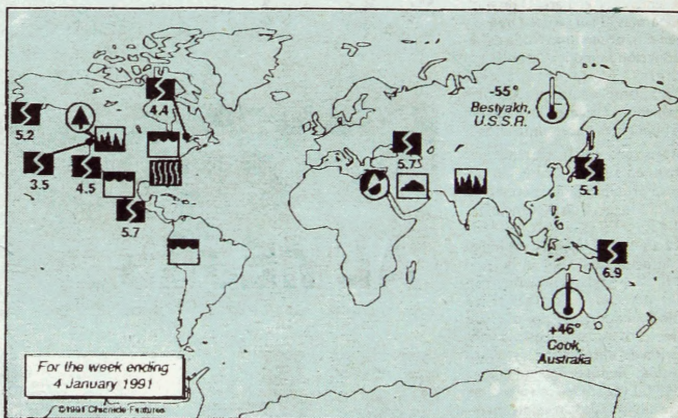 -55°
Bestyakh,
U.S.S.R.
4.4
5.2
3.5
4.5
5.7
5.7
5.1
6.9
+46°
Cook,
Australia
For the week ending
4 January 1991
©1991 Chronicle Features